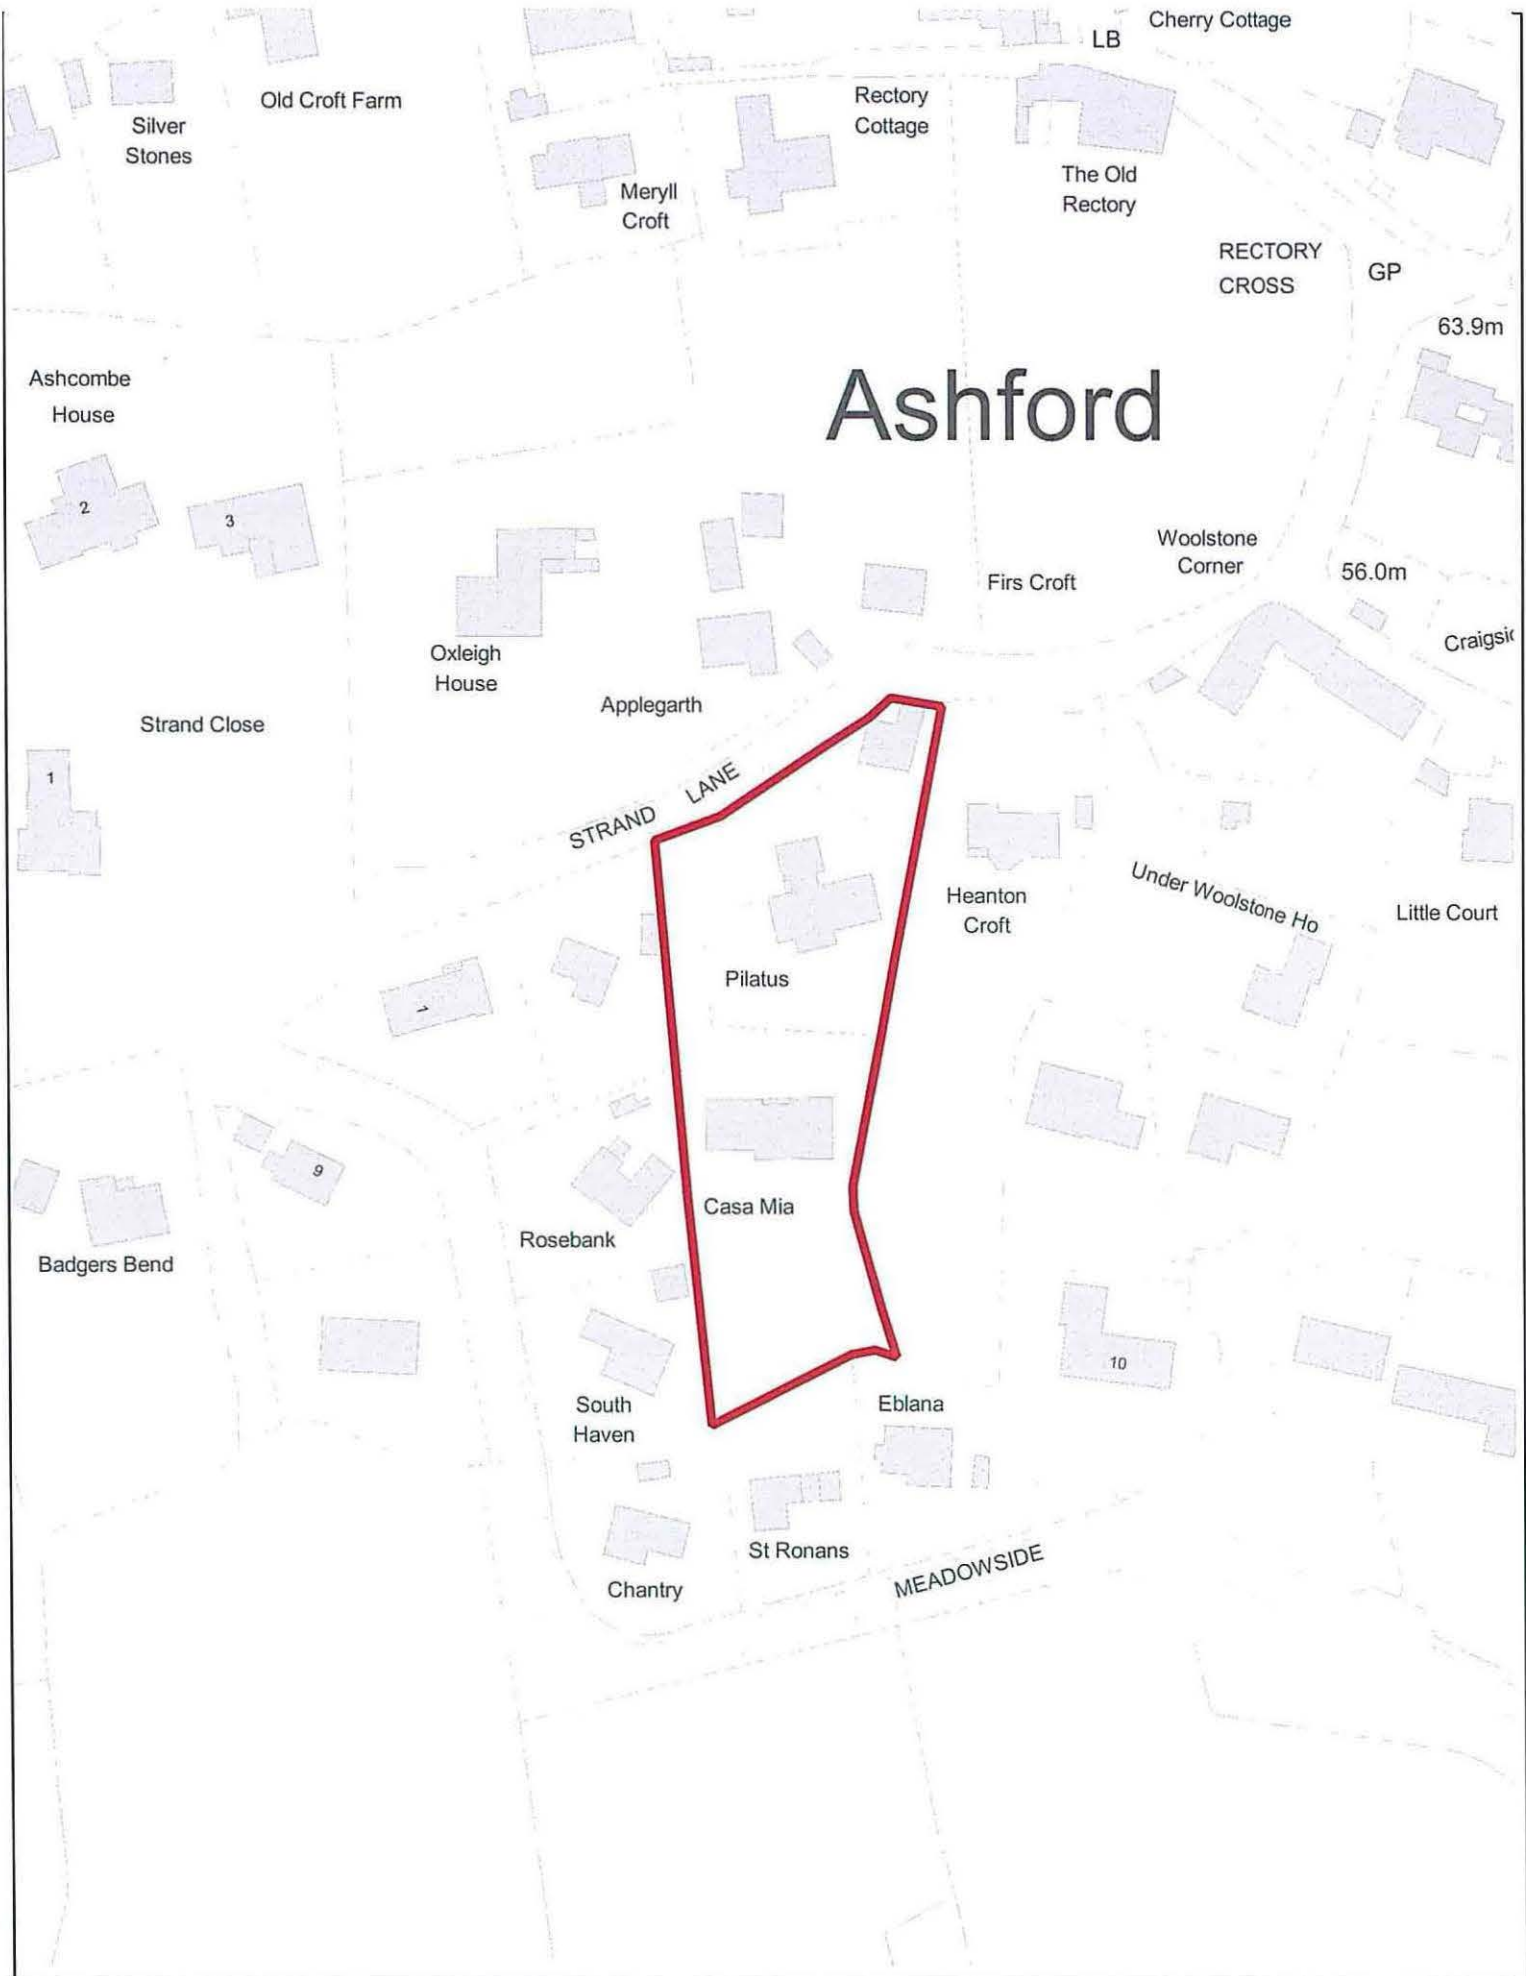 Cherry Cottage
LB
Old Croft Farm
Silver
Stones
Rectory
Cottage
Meryll
Croft
The Old
Rectory
RECTORY
CROSS
GP
63.9m
Ashcombe
House
Ashford
2
3
Woolstone
Corner
56.0m
Firs Croft
Craigsi
Oxleigh
House
Applegarth
Strand Close
1
STRAND LANE
Heanton
Croft
Under Woolstone Ho
Little Court
Pilatus
1
9
Casa Mia
Rosebank
Badgers Bend
10
South
Haven
Eblana
St Ronans
Chantry
MEADOWSIDE